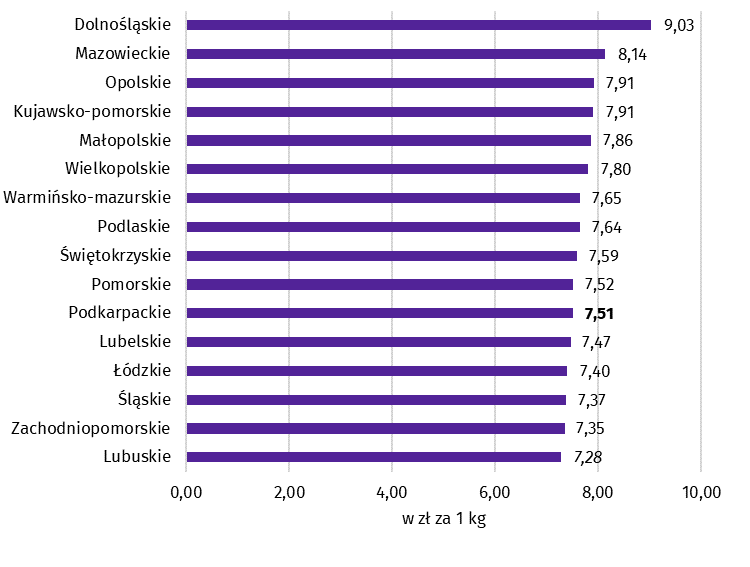 Dolnośląskie 9,03
Mazowieckie 8,14
Opolskie 7,91
Kujawsko-pomorskie 7,91
Małopolskie 7,86
Wielkopolskie 7,80
Warmińsko-mazurskie 7,65
Podlaskie 7,64
Świętokrzyskie 7,59
Pomorskie 7,52
Podkarpackie 7,51
Lubelskie 7,47
Łódzkie 7,40
Śląskie 7,37
Zachodniopomorskie 7,35
Lubuskie 7,28
0,00 2,00 4,00 6,00 8,00 10,00
w zł za 1 kg